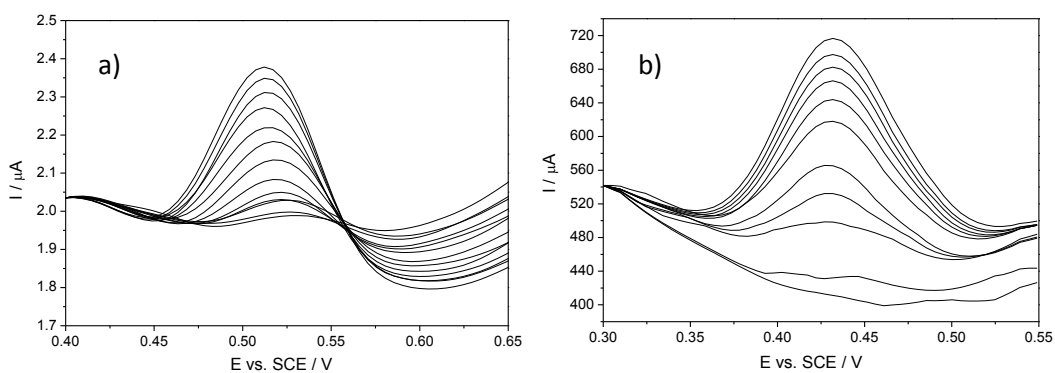 a)
2.5
2.4
2.3
2.2
2.1
2.0
1.9
1.8
1.7
I / μA
0.40 0.45 0.50 0.55 0.60 0.65
E vs. SCE / V
b)
720
680
640
600
560
520
480
440
400
I / μA
0.30 0.35 0.40 0.45 0.50 0.55
E vs. SCE / V